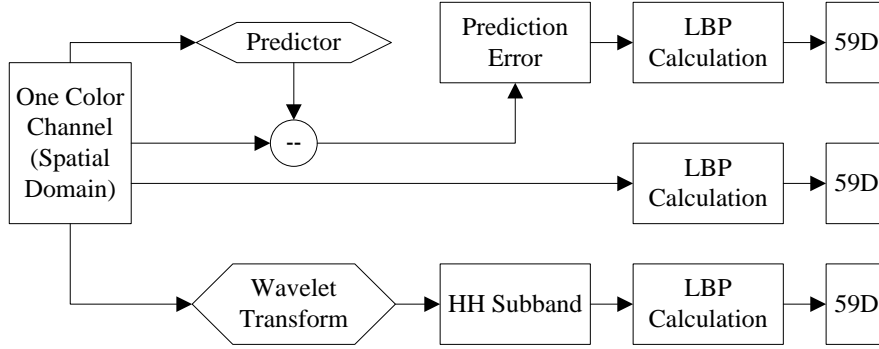 Predictor
Prediction
Error
LBP
Calculation
59D
One Color
Channel
(Spatial
Domain)
--
LBP
Calculation
59D
Wavelet
Transform
HH Subband
LBP
Calculation
59D